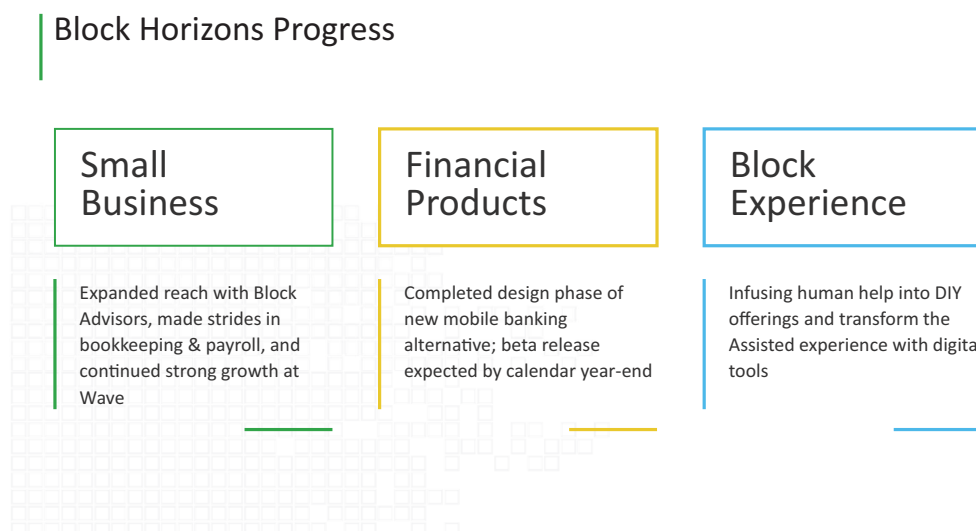 Block Horizons Progress
Small
Business
Financial
Products
Block
Experience
Expanded reach with Block
Advisors, made strides in
bookkeeping & payroll, and
continued strong growth at
Wave
Completed design phase of
new mobile banking
alternative; beta release
expected by calendar year-end
Infusing human help into DIY
offerings and transform the
Assisted experience with digita
tools